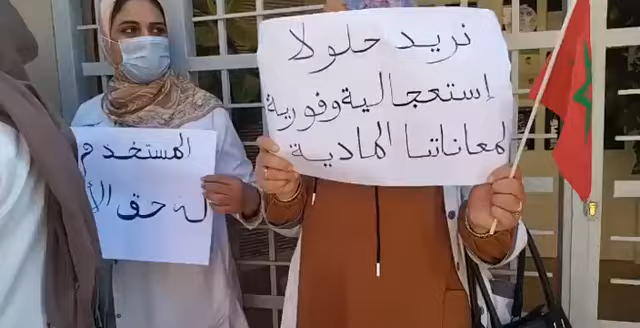 نريد حلولا
إستعجالية وفورية
لمعاناتنا المادية
المستخدم
له حق